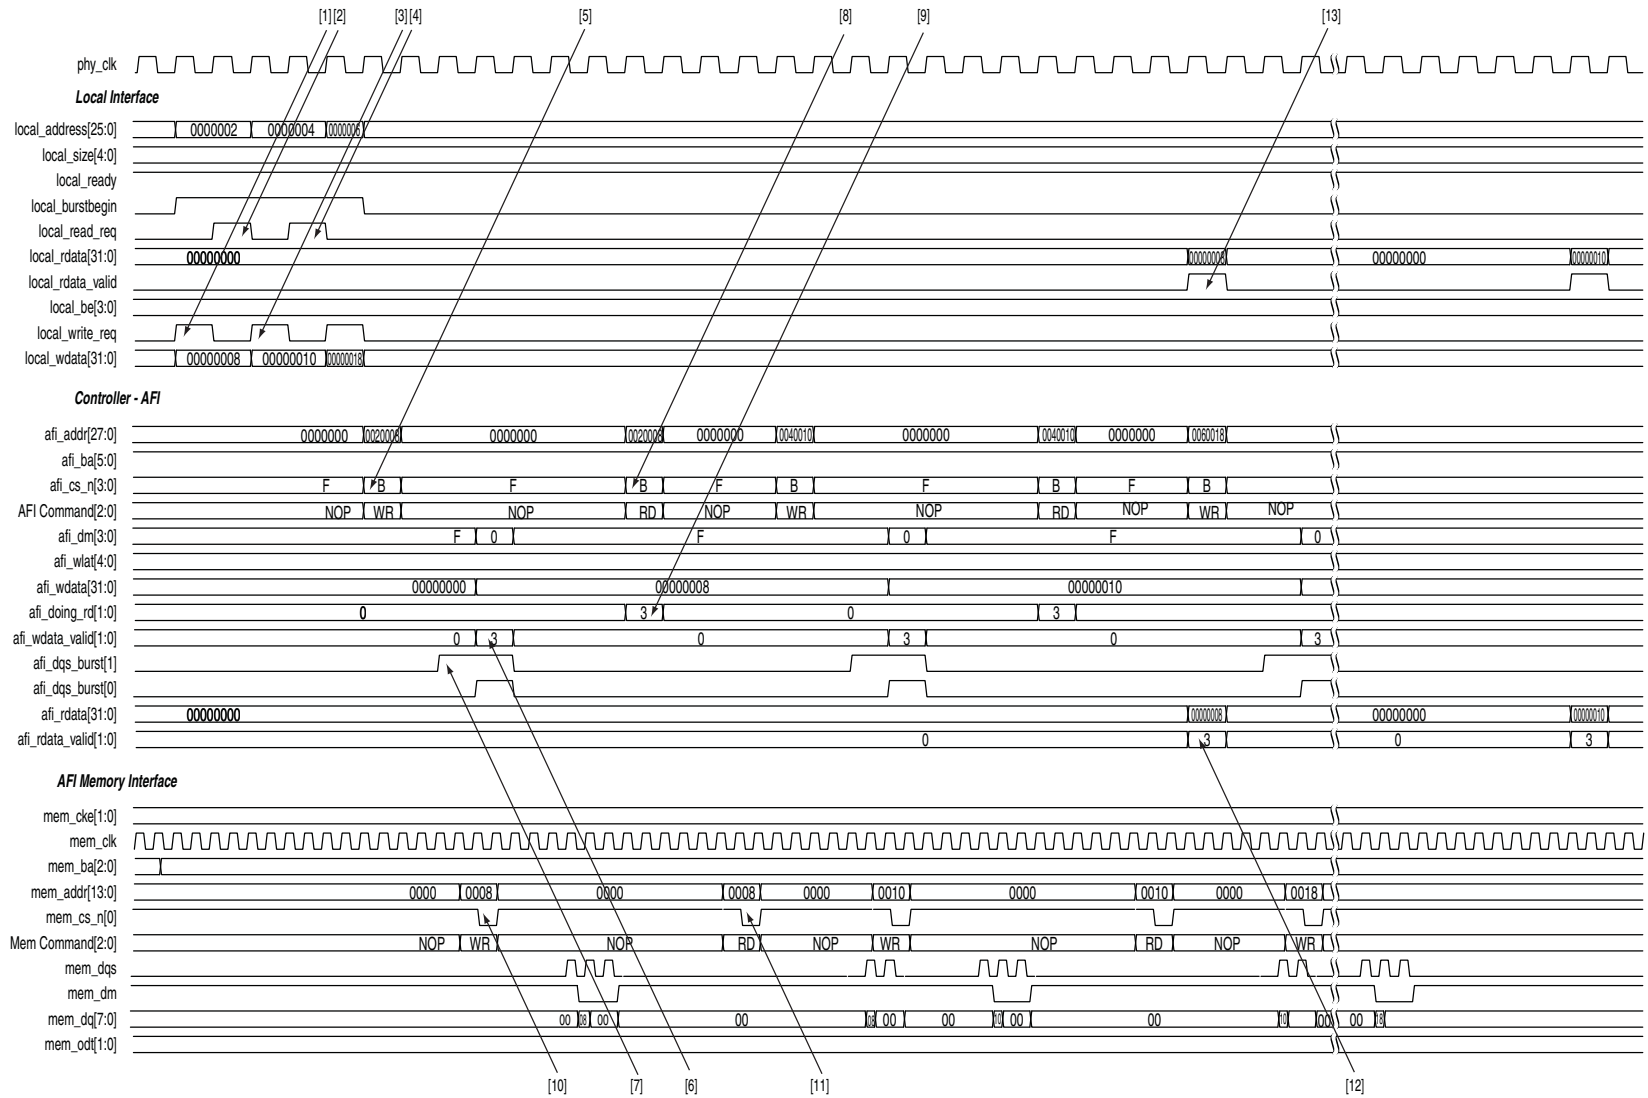 [1] [2] [3] [4] [5] [8] [9] [13]
phy_clk
Local Interface
local_address[25:0] 0000002 0000004 0000006
local_size[4:0]
local_ready
local_burstbegin
local_read_req
local_rdata[31:0] 00000000 00000008 00000000 00000010
local_rdata_valid
local_be[3:0]
local_write_req
local_wdata[31:0] 00000008 00000010 00000018
Controller - AFI
afi_addr[27:0] 0000000 0020008 0000000 0020008 0000000 0040010 0000000 0040010 0000000 0060018
afi_ba[5:0]
afi_cs_n[3:0] F B F B F B F B F B
AFI Command[2:0] NOP WR NOP RD NOP WR NOP RD NOP WR NOP
afi_dm[3:0] F 0 F 0 F 0
afi_wlat[4:0]
afi_wdata[31:0] 00000000 00000008 00000010
afi_doing_rd[1:0] 0 3 0 3
afi_wdata_valid[1:0] 0 3 0 3 0 3
afi_dqs_burst[1]
afi_dqs_burst[0]
afi_rdata[31:0] 00000000 00000008 00000000 00000010
afi_rdata_valid[1:0] 0 3 0 3
AFI Memory Interface
mem_cke[1:0]
mem_clk
mem_ba[2:0]
mem_addr[13:0] 0000 0008 0000 0008 0000 0010 0000 0010 0000 0018
mem_cs_n[0]
Mem Command[2:0] NOP WR NOP RD NOP WR NOP RD NOP WR
mem_dqs
mem_dm
mem_dq[7:0] 00 08 00 00 08 00 00 10 00 00 10 00 00 18
mem_odt[1:0]
[10] [7] [6] [11] [12]